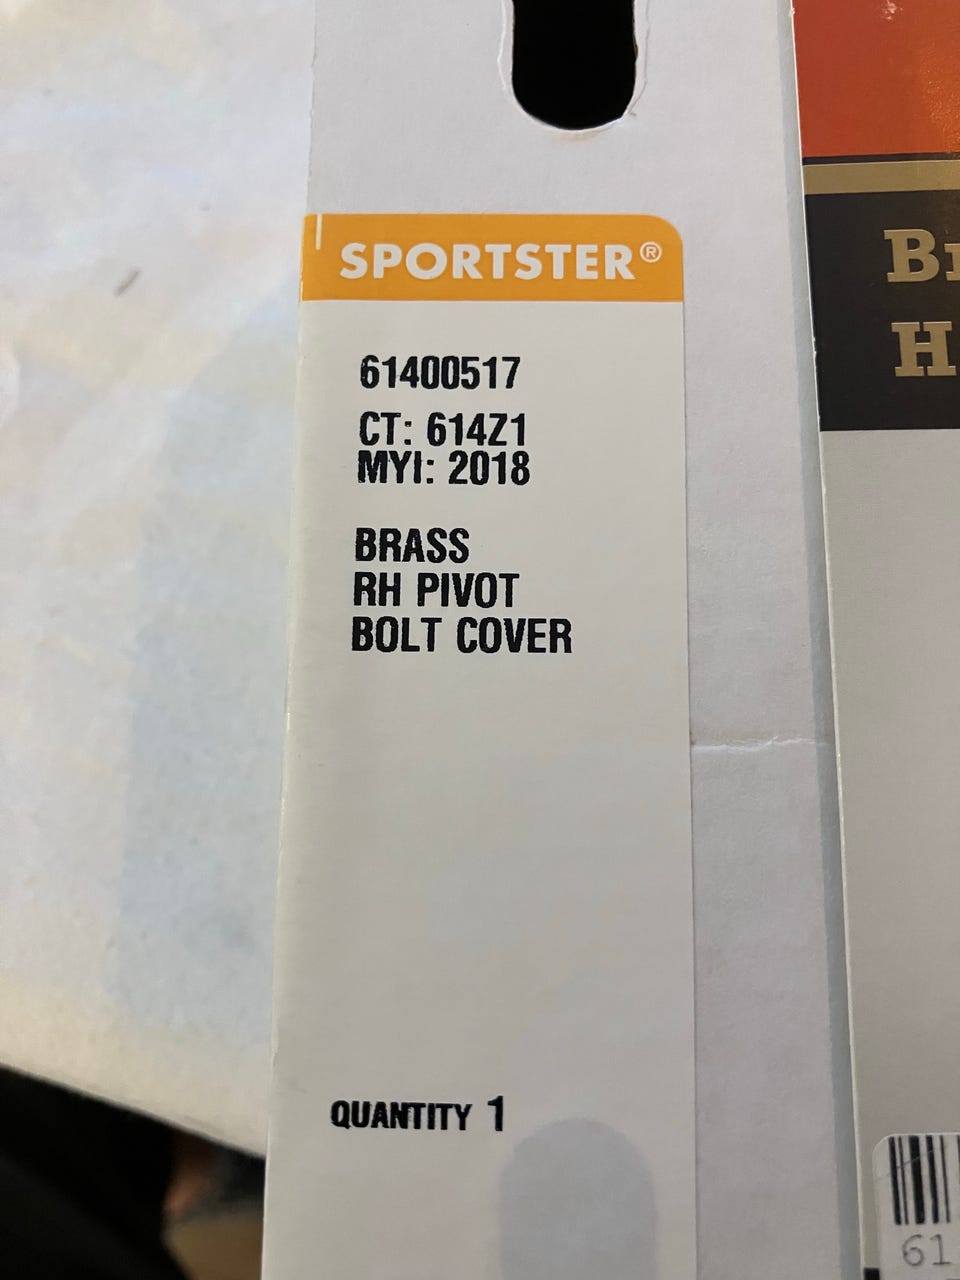 SPORTSTER®
61400517
CT: 614Z1
MYI: 2018
BRASS
RH PIVOT
BOLT COVER
QUANTITY 1
B
H
61